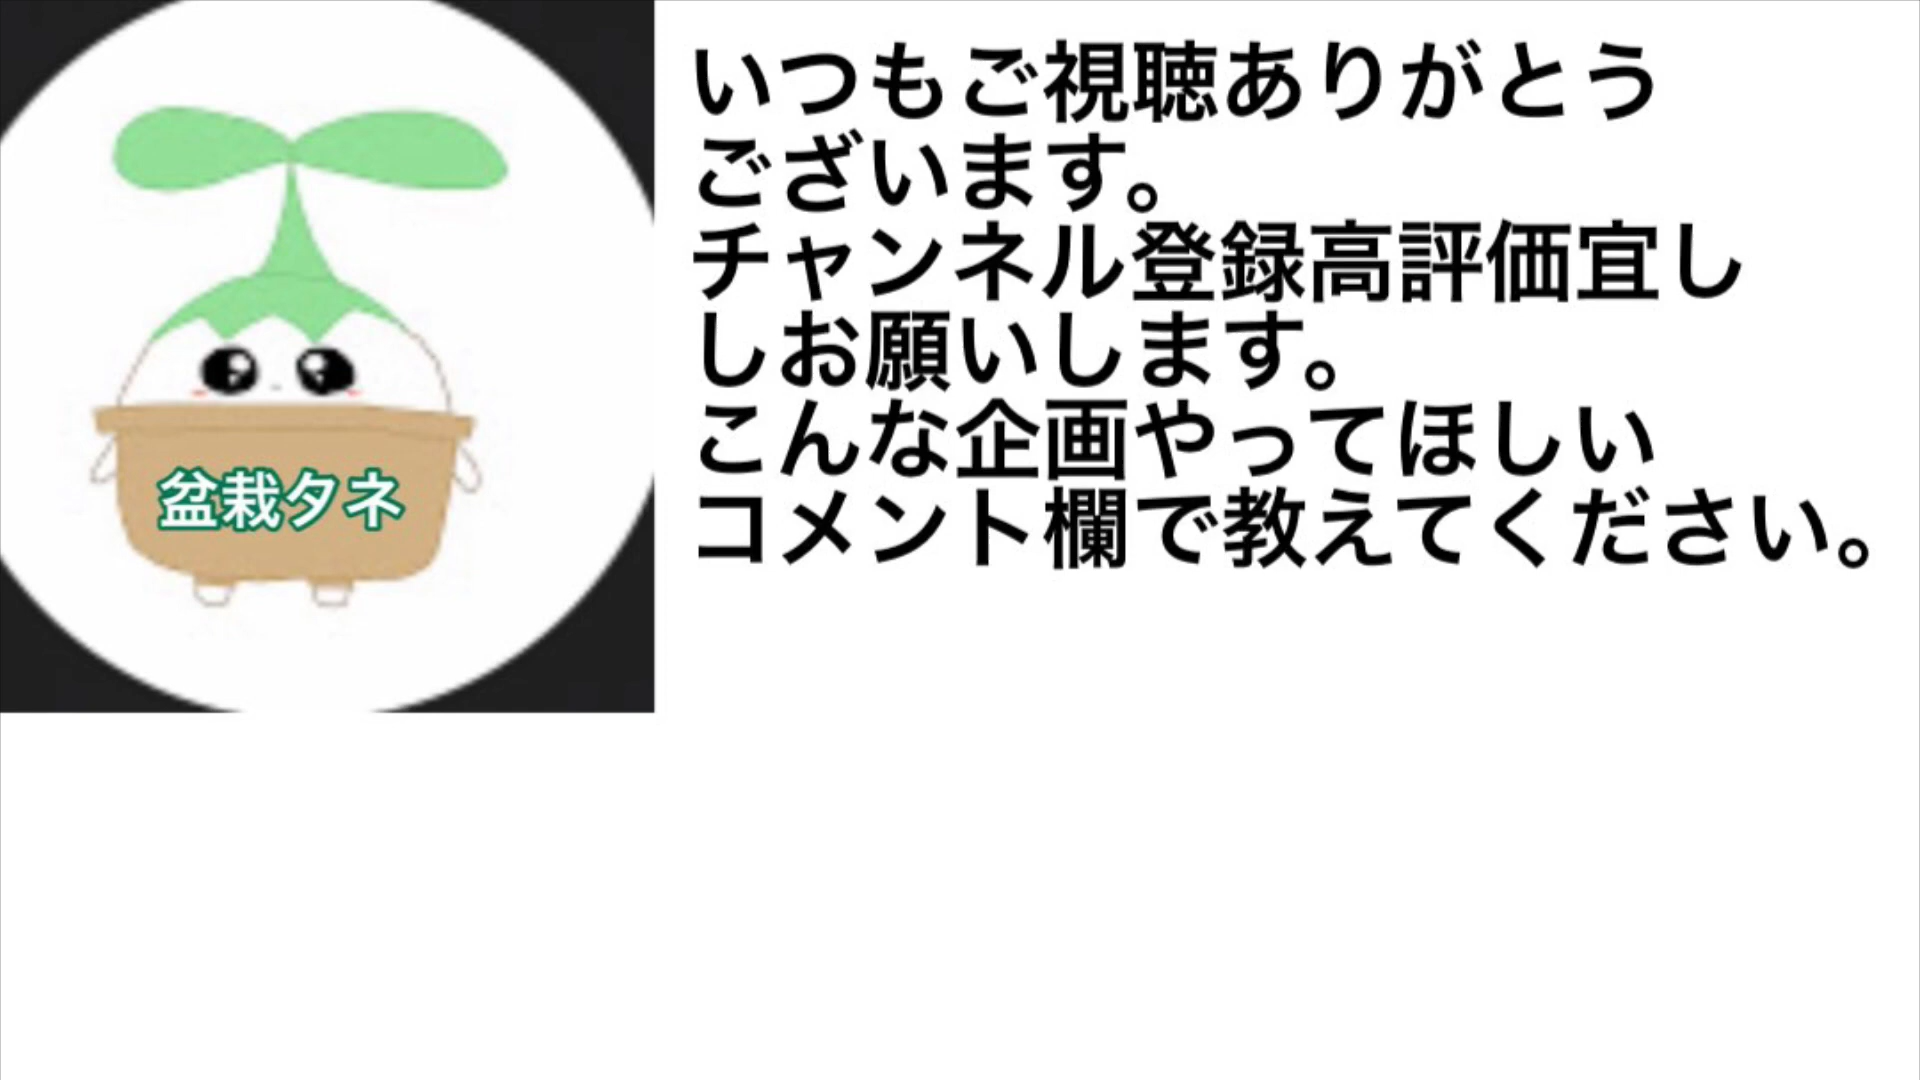 盆栽タネ
いつもご視聴ありがとう
ございます。
チャンネル登録高評価宜し
しお願いします。
こんな企画やってほしい
コメント欄で教えてください。